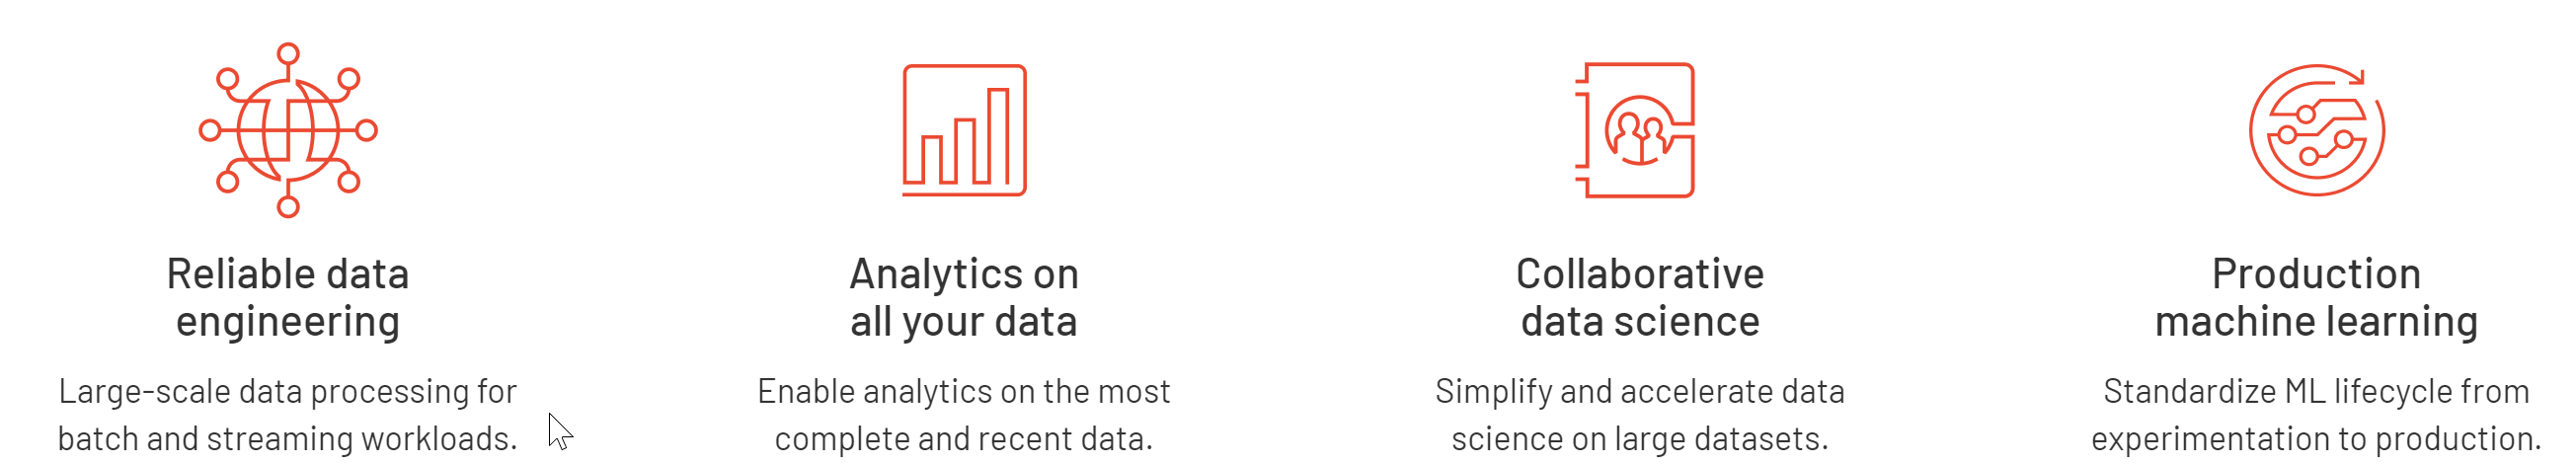 Reliable data
engineering
Large-scale data processing for
batch and streaming workloads.
Analytics on
all your data
Enable analytics on the most
complete and recent data.
Collaborative
data science
Simplify and accelerate data
science on large datasets.
Production
machine learning
Standardize ML lifecycle from
experimentation to production.